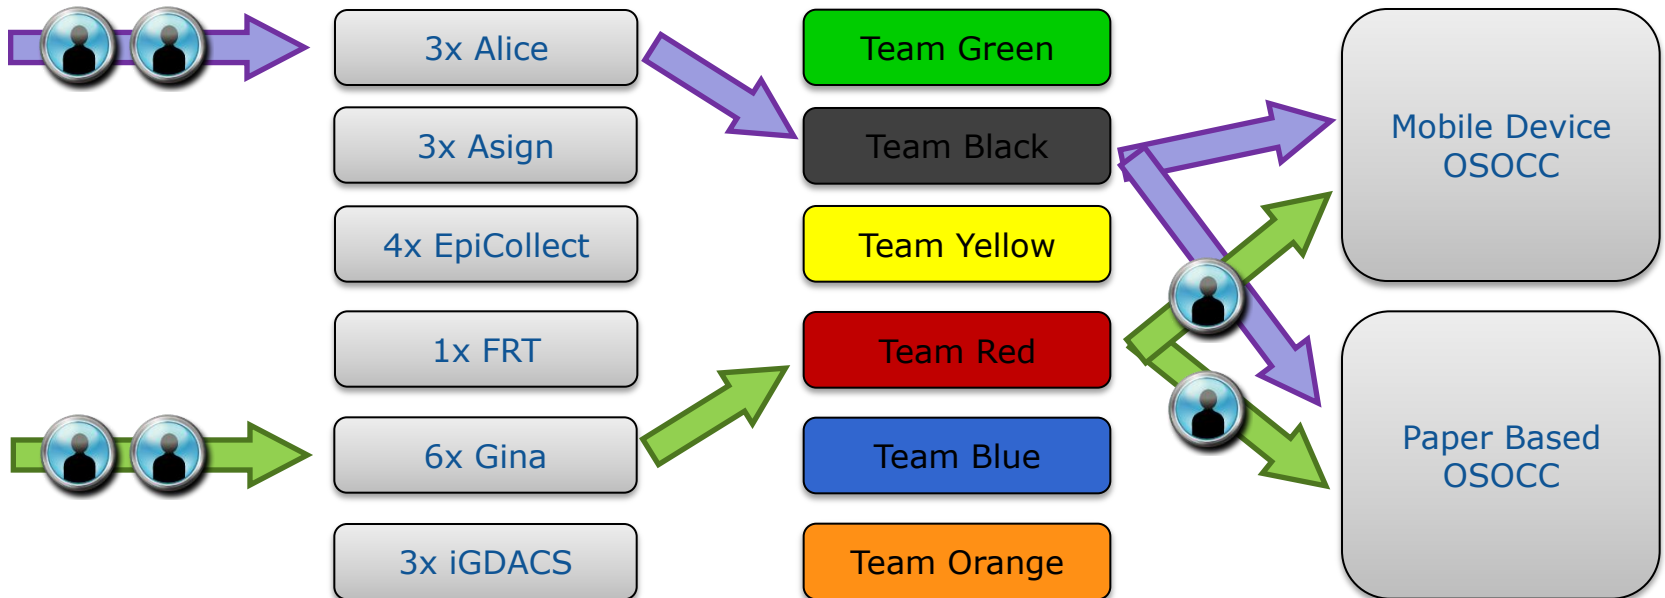 3x Alice
3x Asign
4x EpiCollect
1x FRT
6x Gina
3x iGDACS
Team Green
Team Black
Team Yellow
Team Red
Team Blue
Team Orange
Mobile Device
OSOCC
Paper Based
OSOCC